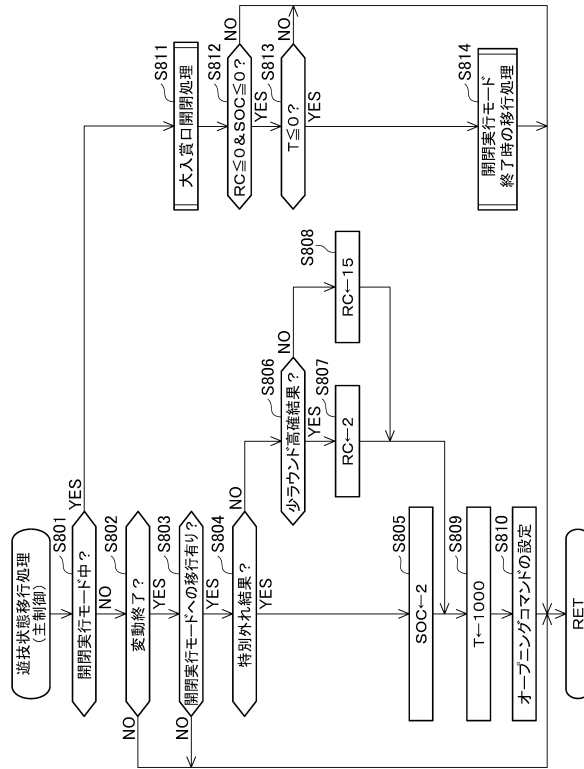 遊技状態移行処理
(主制御)
S801
開閉実行モード中?
YES
NO
S802
変動終了?
NO
YES
S803
開閉実行モードへの移行有り?
NO
YES
S804
特別外れ結果?
NO
YES
S805
SOC←2
S806
少ラウンド高確結果?
NO
YES
S807
RC←2
S808
RC←15
S809
T←1000
S810
オープニングコマンドの設定
S811
大入賞口開閉処理
S812
RC≦0&SOC≦0?
NO
YES
S813
T≦0?
NO
YES
S814
開閉実行モード
終了時の移行処理
RET